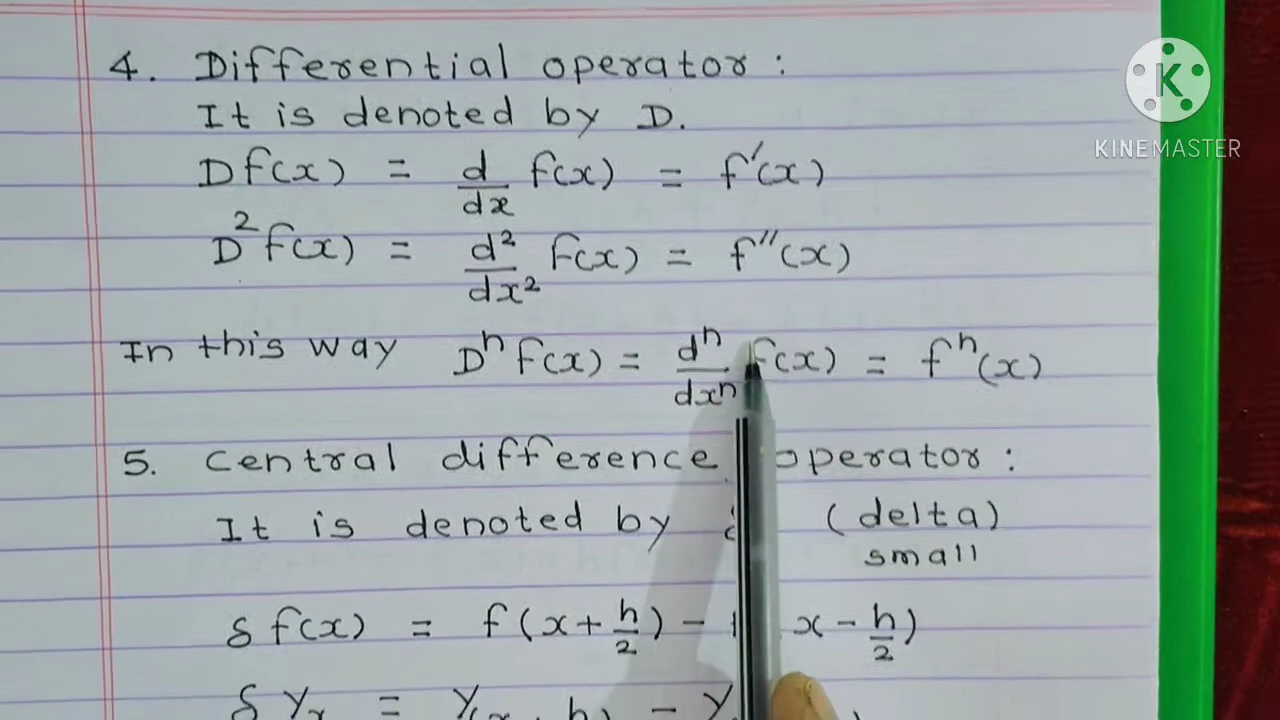 4. Differential operator :
It is denoted by D.
Df(x) = d/dx f(x) = f'(x)
D²f(x) = d²/dx² f(x) = f''(x)
In this way Dⁿf(x) = dⁿ/dxⁿ f(x) = fⁿ(x)
5. Central difference operator :
It is denoted by (delta)
small
δf(x) = f(x + h/2) - x - h/2)
δyₓ = y - y
K
KINEMASTER